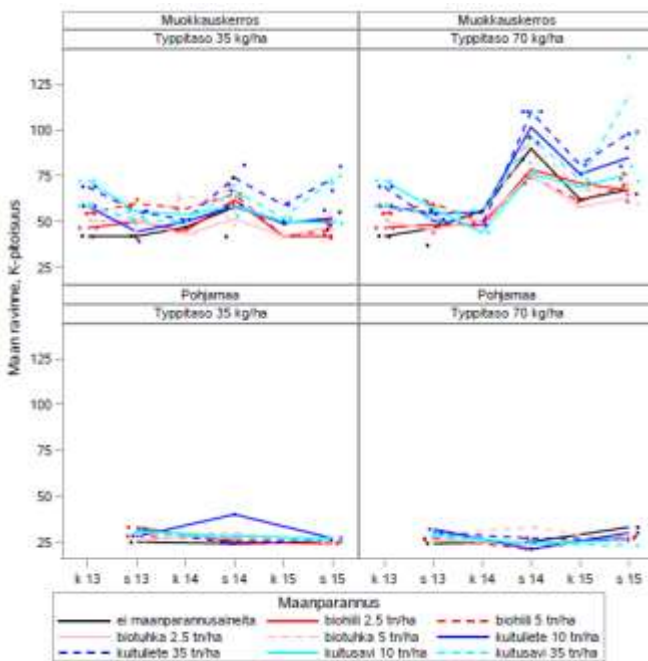 Muokkauskerros Muokkauskerros
Typpitaso 35 kg/ha Typpitaso 70 kg/ha
125
100
75
50
25
Maan ravinne, K-pitoisuus
Pohjamaa Pohjamaa
Typpitaso 35 kg/ha Typpitaso 70 kg/ha
125
100
75
50
25
k 13 s 13 k 14 s 14 k 15 s 15 k 13 s 13 k 14 s 14 k 15 s 15
Maanparannus
ei maanparannusaineita biohiili 2.5 tn/ha biohiili 5 tn/ha
biotuhka 2.5 tn/ha biotuhka 5 tn/ha kuituliete 10 tn/ha
kuituliete 35 tn/ha kuitusavi 10 tn/ha kuitusavi 35 tn/ha